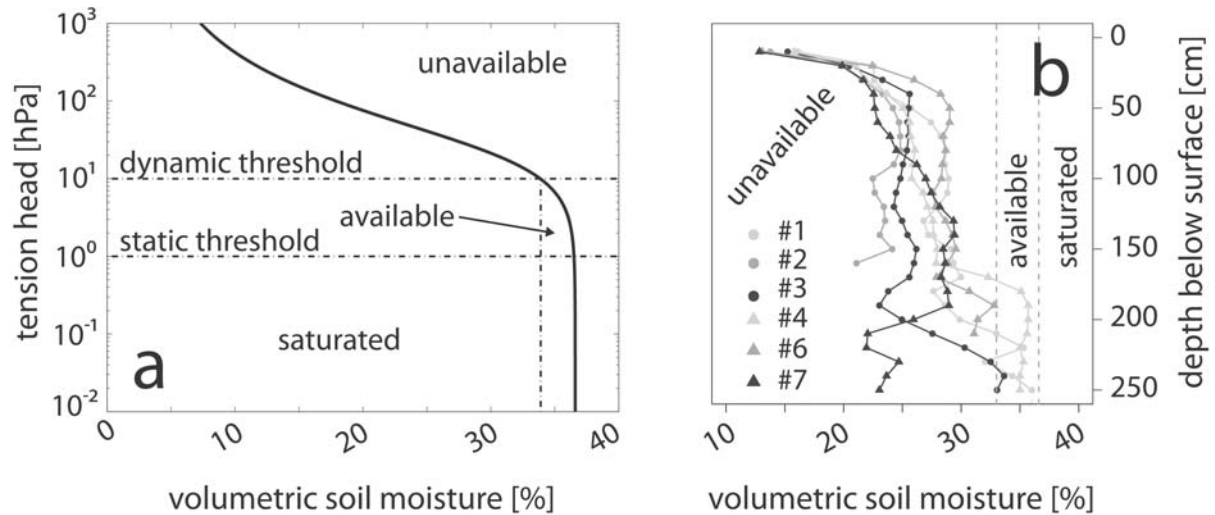 10³
10²
10¹
10⁰
10⁻¹
10⁻²
tension head [hPa]
unavailable
dynamic threshold
available
static threshold
saturated
a
0
10
20
30
40
volumetric soil moisture [%]
b
unavailable
available
saturated
#1
#2
#3
#4
#6
#7
0
50
100
150
200
250
depth below surface [cm]
10
20
30
40
volumetric soil moisture [%]